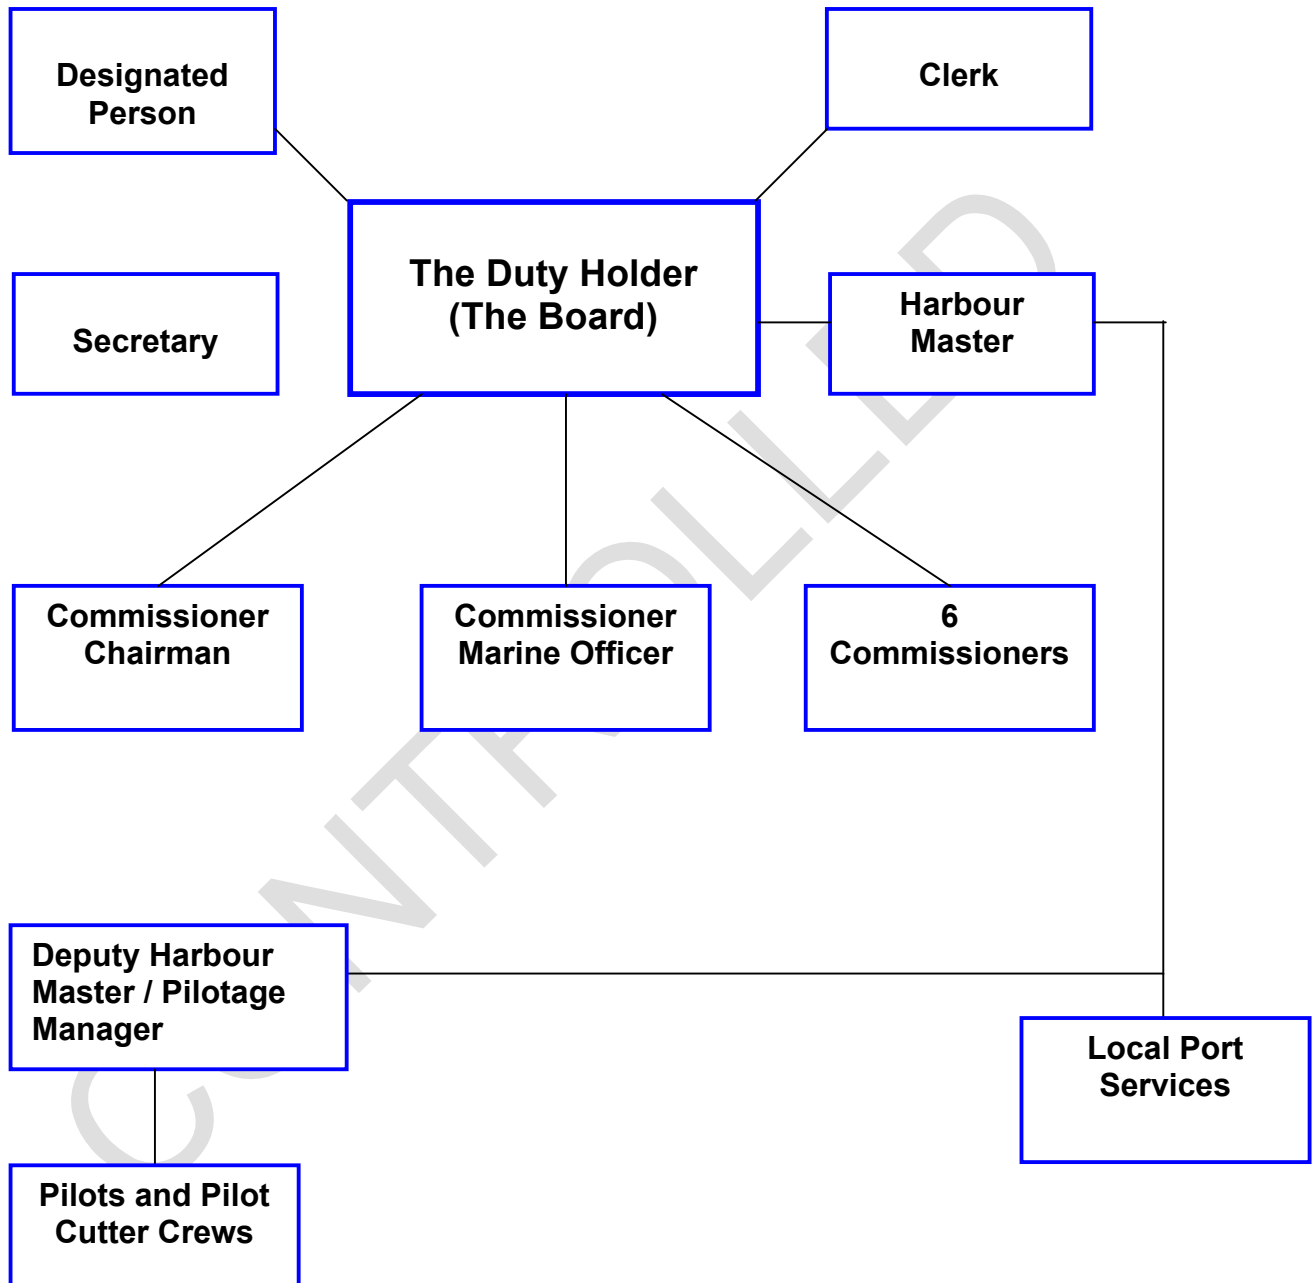 Designated
Person
Clerk
The Duty Holder
(The Board)
Secretary
Harbour
Master
Commissioner
Chairman
Commissioner
Marine Officer
6
Commissioners
Deputy Harbour
Master / Pilotage
Manager
Local Port
Services
Pilots and Pilot
Cutter Crews
CONTROLLD